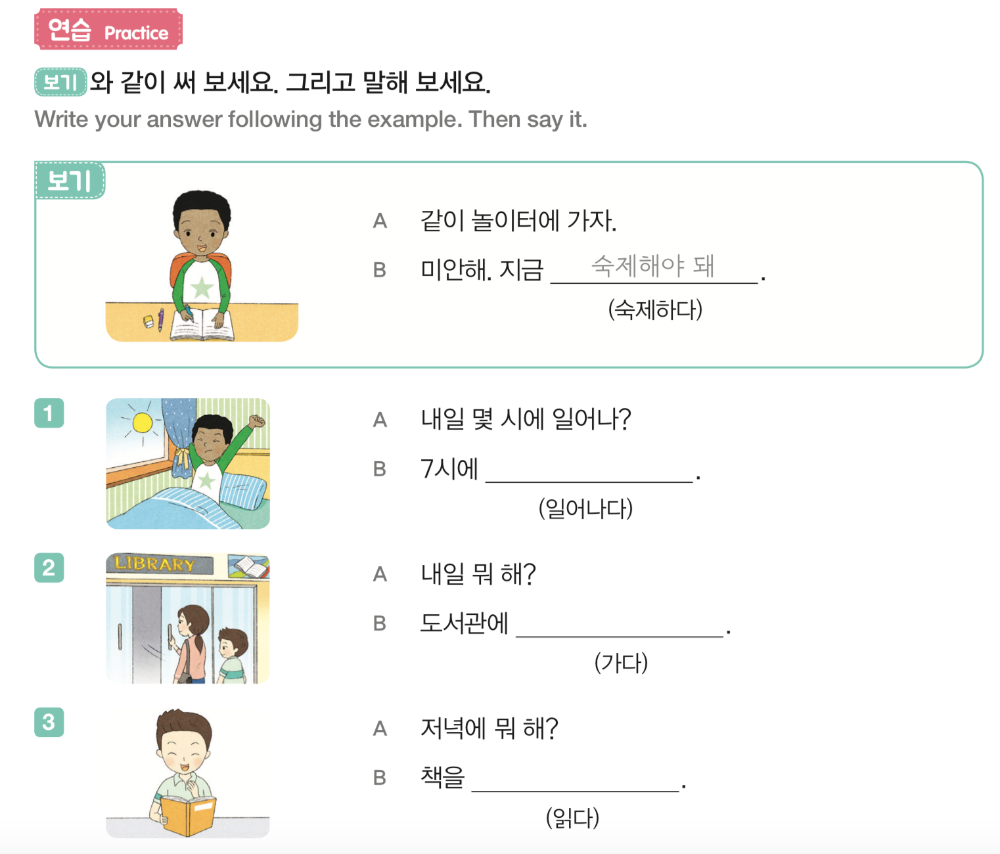 연습 Practice
보기와 같이 써 보세요. 그리고 말해 보세요.
Write your answer following the example. Then say it.
보기
A 같이 놀이터에 가자.
B 미안해. 지금 숙제해야 돼.
(숙제하다)
1
A 내일 몇 시에 일어나?
B 7시에 ________.
(일어나다)
2
LIBRARY
A 내일 뭐 해?
B 도서관에 ________.
(가다)
3
A 저녁에 뭐 해?
B 책을 ________.
(읽다)